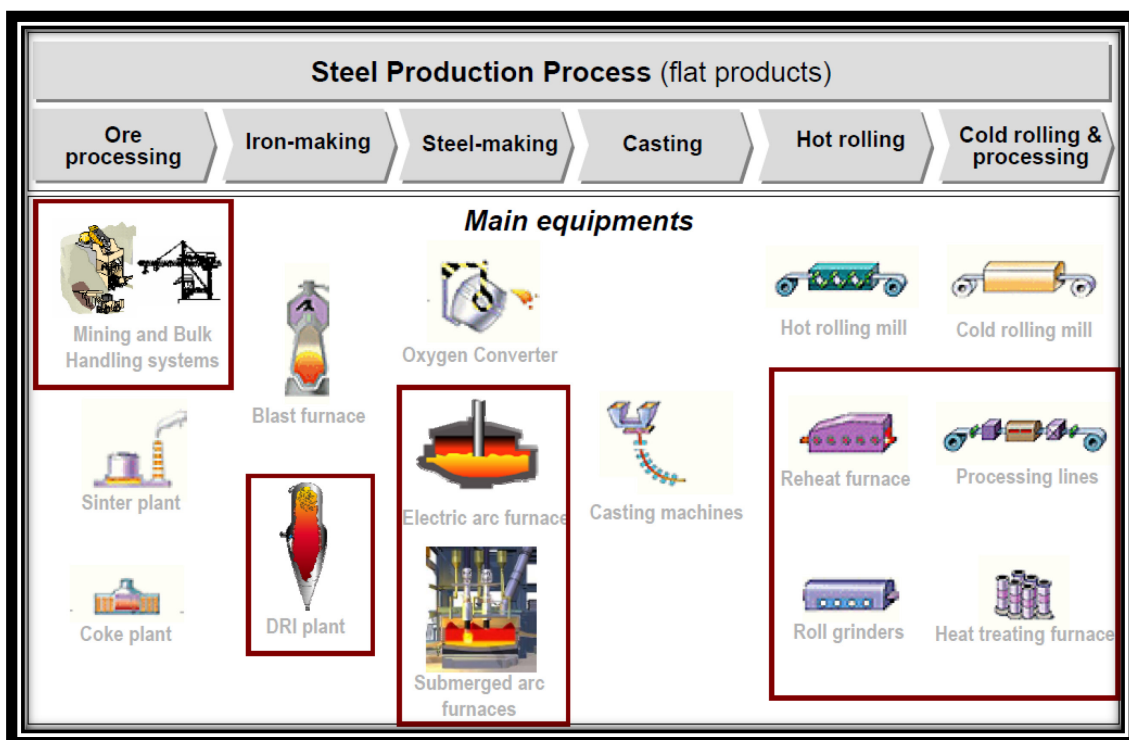 Steel Production Process (flat products)
Ore
processing
Iron-making
Steel-making
Casting
Hot rolling
Cold rolling &
processing
Main equipments
Mining and Bulk
Handling systems
Sinter plant
Coke plant
Blast furnace
DRI plant
Oxygen Converter
Electric arc furnace
Submerged arc
furnaces
Casting machines
Hot rolling mill
Reheat furnace
Roll grinders
Cold rolling mill
Processing lines
Heat treating furnace